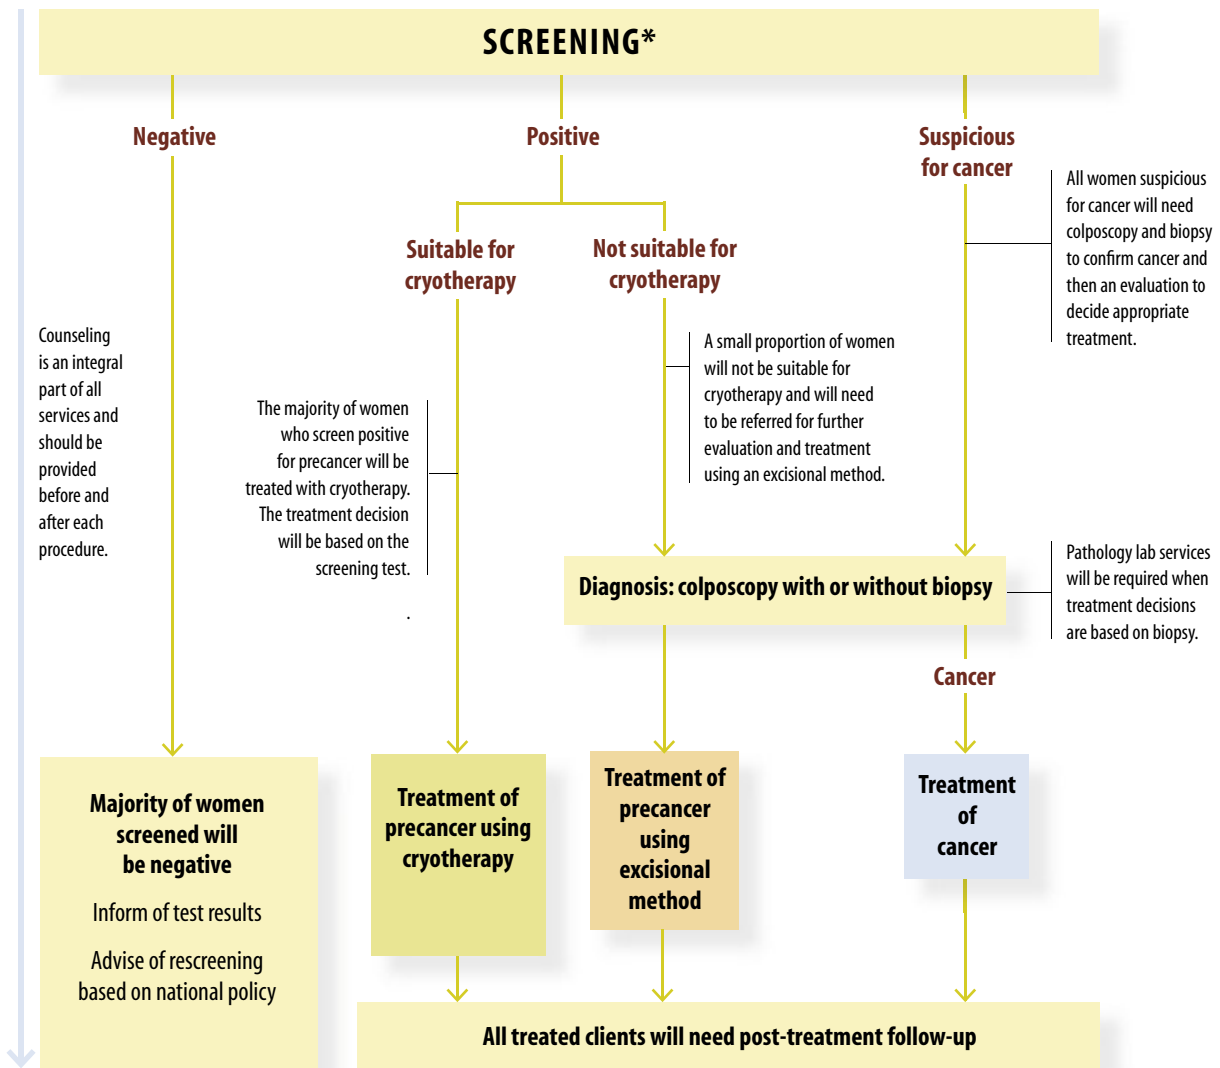 SCREENING*
Negative
Positive
Suspicious
for cancer
All women suspicious
for cancer will need
colposcopy and biopsy
to confirm cancer and
then an evaluation to
decide appropriate
treatment.
Suitable for
cryotherapy
Not suitable for
cryotherapy
Counseling
is an integral
part of all
services and
should be
provided
before and
after each
procedure.
The majority of women
who screen positive
for precancer will be
treated with cryotherapy.
The treatment decision
will be based on the
screening test.
.
A small proportion of women
will not be suitable for
cryotherapy and will need
to be referred for further
evaluation and treatment
using an excisional method.
Diagnosis: colposcopy with or without biopsy
Pathology lab services
will be required when
treatment decisions
are based on biopsy.
Cancer
Majority of women
screened will
be negative
Inform of test results
Advise of rescreening
based on national policy
Treatment of
precancer using
cryotherapy
Treatment of
precancer
using
excisional
method
Treatment
of
cancer
All treated clients will need post-treatment follow-up